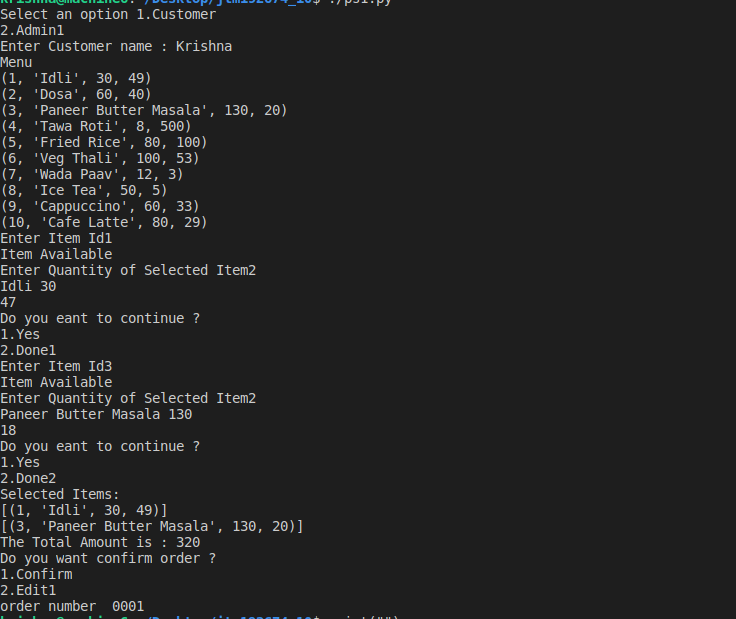 Select an option 1.Customer
2.Admin1
Enter Customer name : Krishna
Menu
(1, 'Idli', 30, 49)
(2, 'Dosa', 60, 40)
(3, 'Paneer Butter Masala', 130, 20)
(4, 'Tawa Roti', 8, 500)
(5, 'Fried Rice', 80, 100)
(6, 'Veg Thali', 100, 53)
(7, 'Wada Paav', 12, 3)
(8, 'Ice Tea', 50, 5)
(9, 'Cappuccino', 60, 33)
(10, 'Cafe Latte', 80, 29)
Enter Item Id1
Item Available
Enter Quantity of Selected Item2
Idli 30
47
Do you eant to continue ?
1.Yes
2.Done1
Enter Item Id3
Item Available
Enter Quantity of Selected Item2
Paneer Butter Masala 130
18
Do you eant to continue ?
1.Yes
2.Done2
Selected Items:
[(1, 'Idli', 30, 49)]
[(3, 'Paneer Butter Masala', 130, 20)]
The Total Amount is : 320
Do you want confirm order ?
1.Confirm
2.Edit1
order number  0001